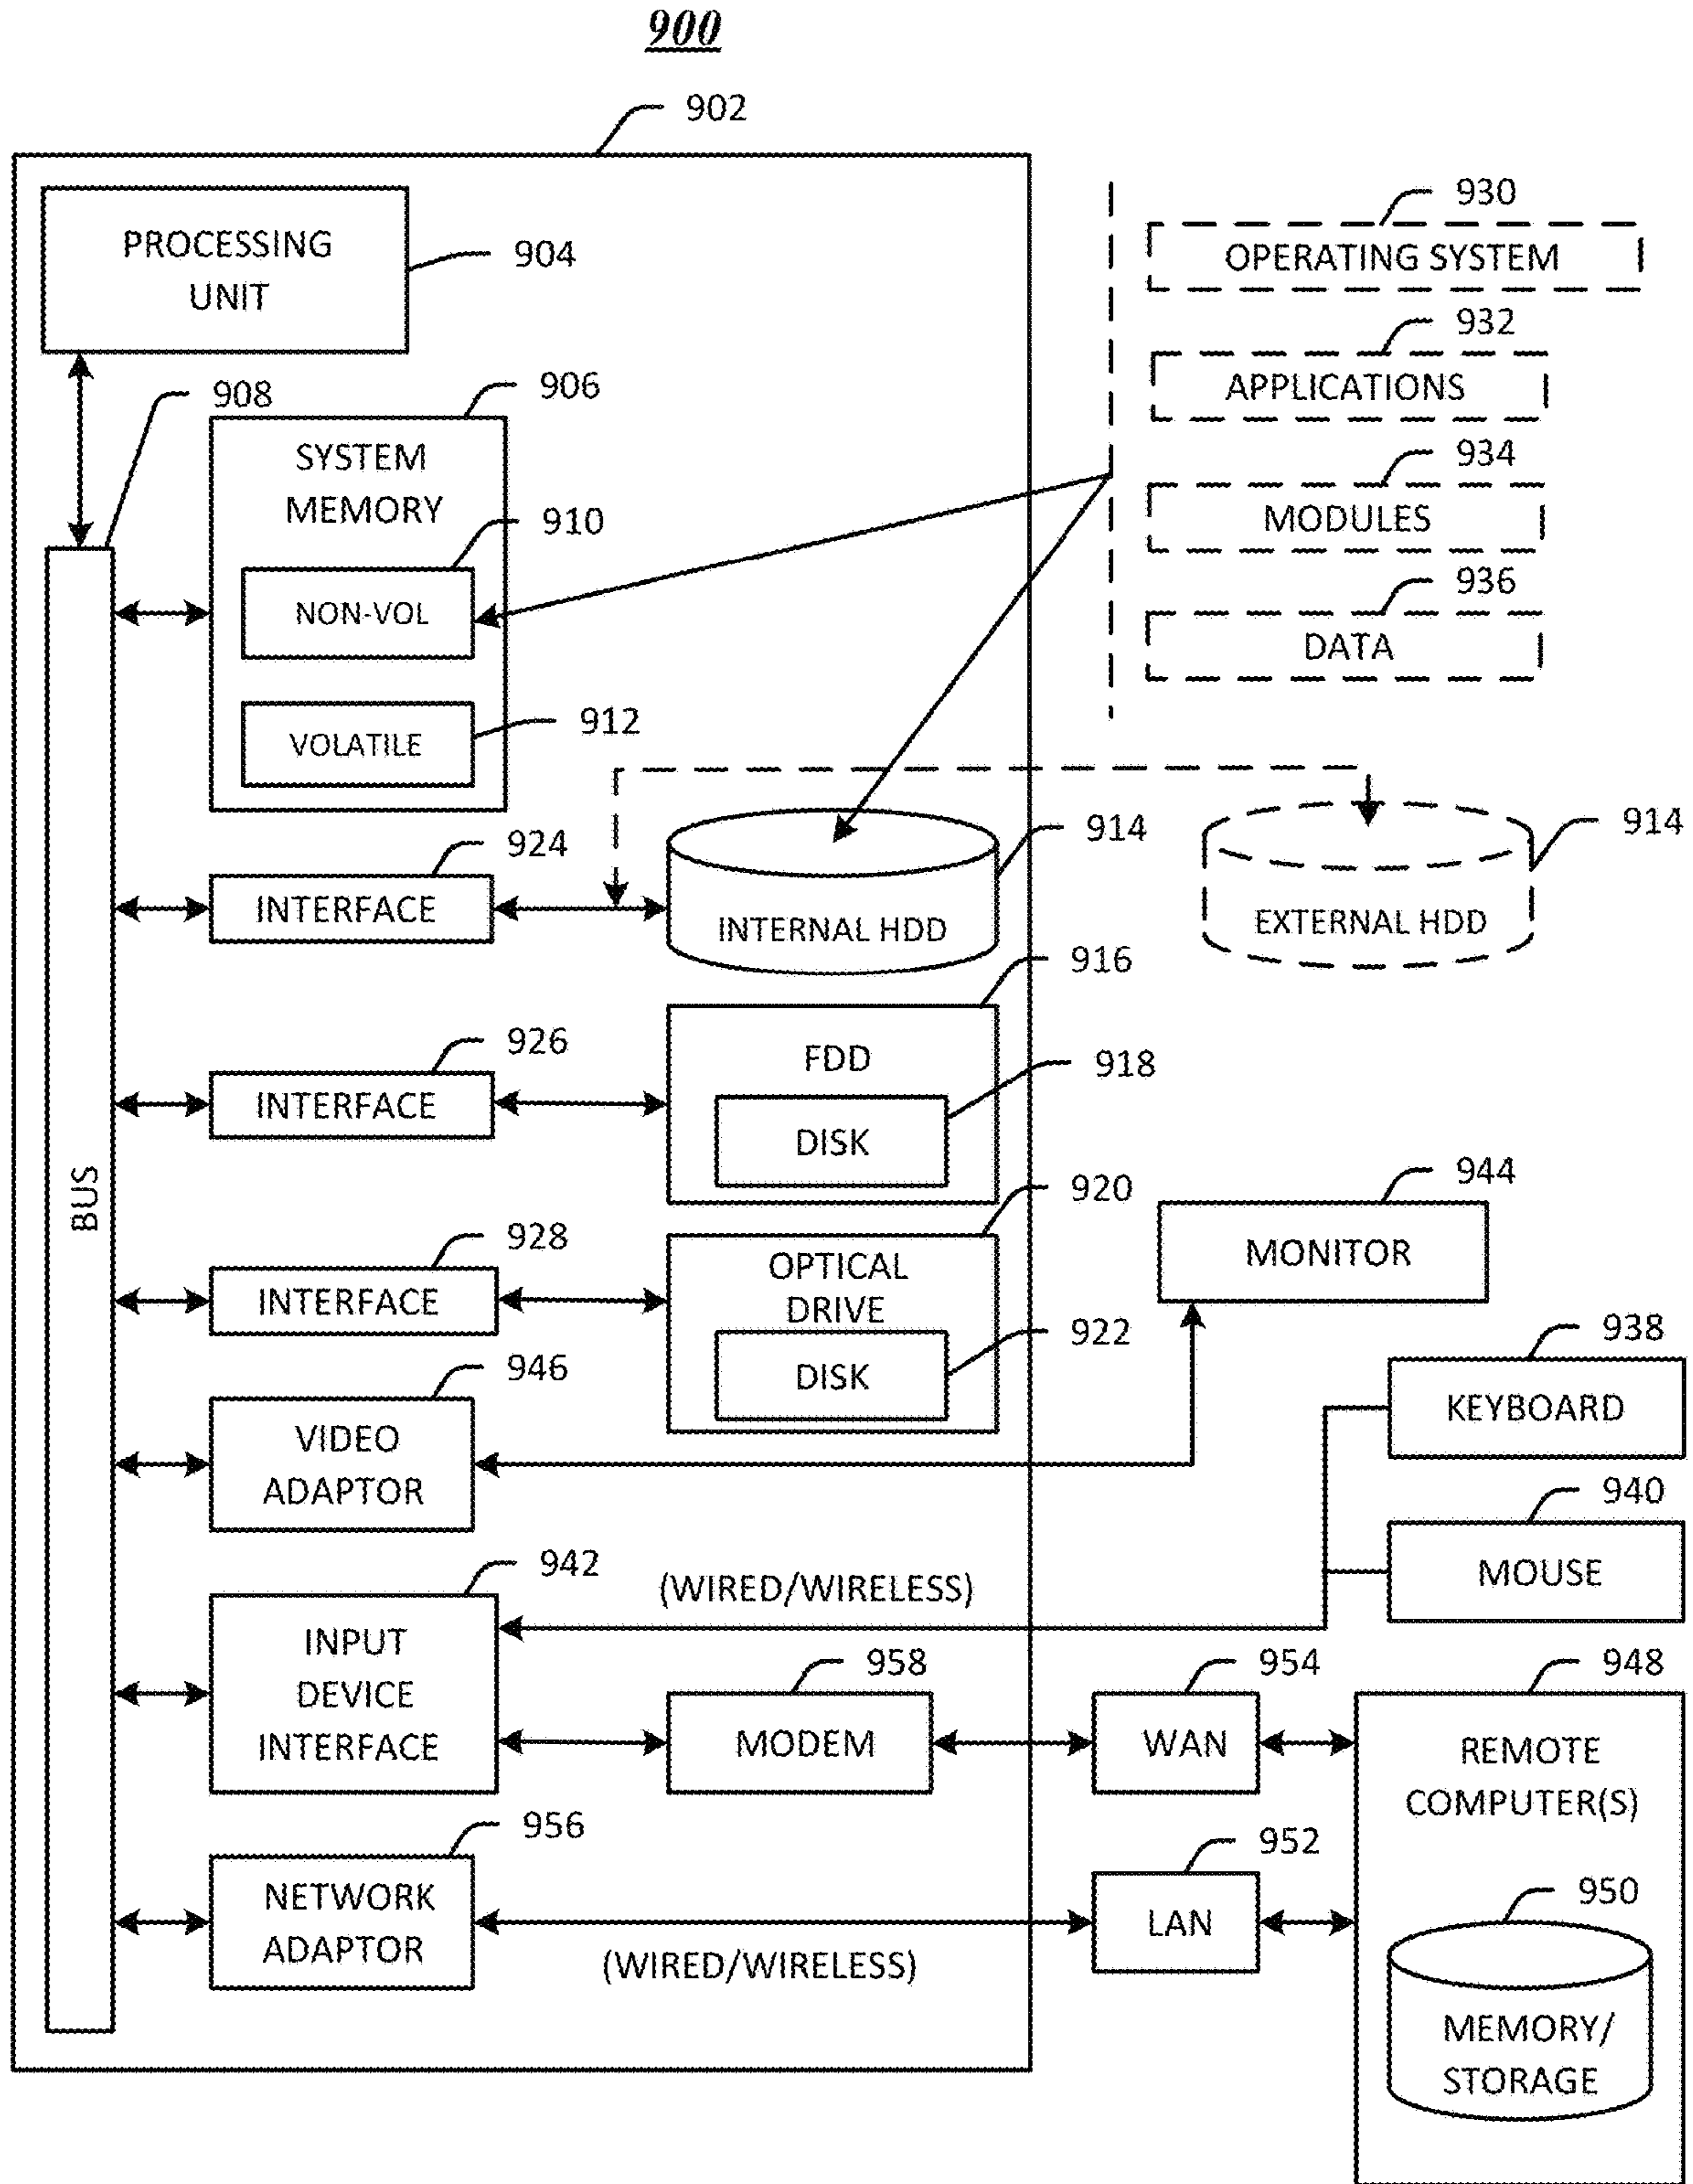 900
902
PROCESSING
UNIT
904
930
OPERATING SYSTEM
932
APPLICATIONS
934
MODULES
936
DATA
908
906
SYSTEM
MEMORY
910
NON-VOL
912
VOLATILE
924
INTERFACE
914
INTERNAL HDD
914
EXTERNAL HDD
916
926
INTERFACE
FDD
918
DISK
BUS
920
928
INTERFACE
OPTICAL
DRIVE
922
DISK
944
MONITOR
946
VIDEO
ADAPTOR
938
KEYBOARD
940
MOUSE
942
(WIRED/WIRELESS)
INPUT
DEVICE
INTERFACE
958
MODEM
954
WAN
948
REMOTE
COMPUTER(S)
956
NETWORK
ADAPTOR
(WIRED/WIRELESS)
952
LAN
950
MEMORY/
STORAGE